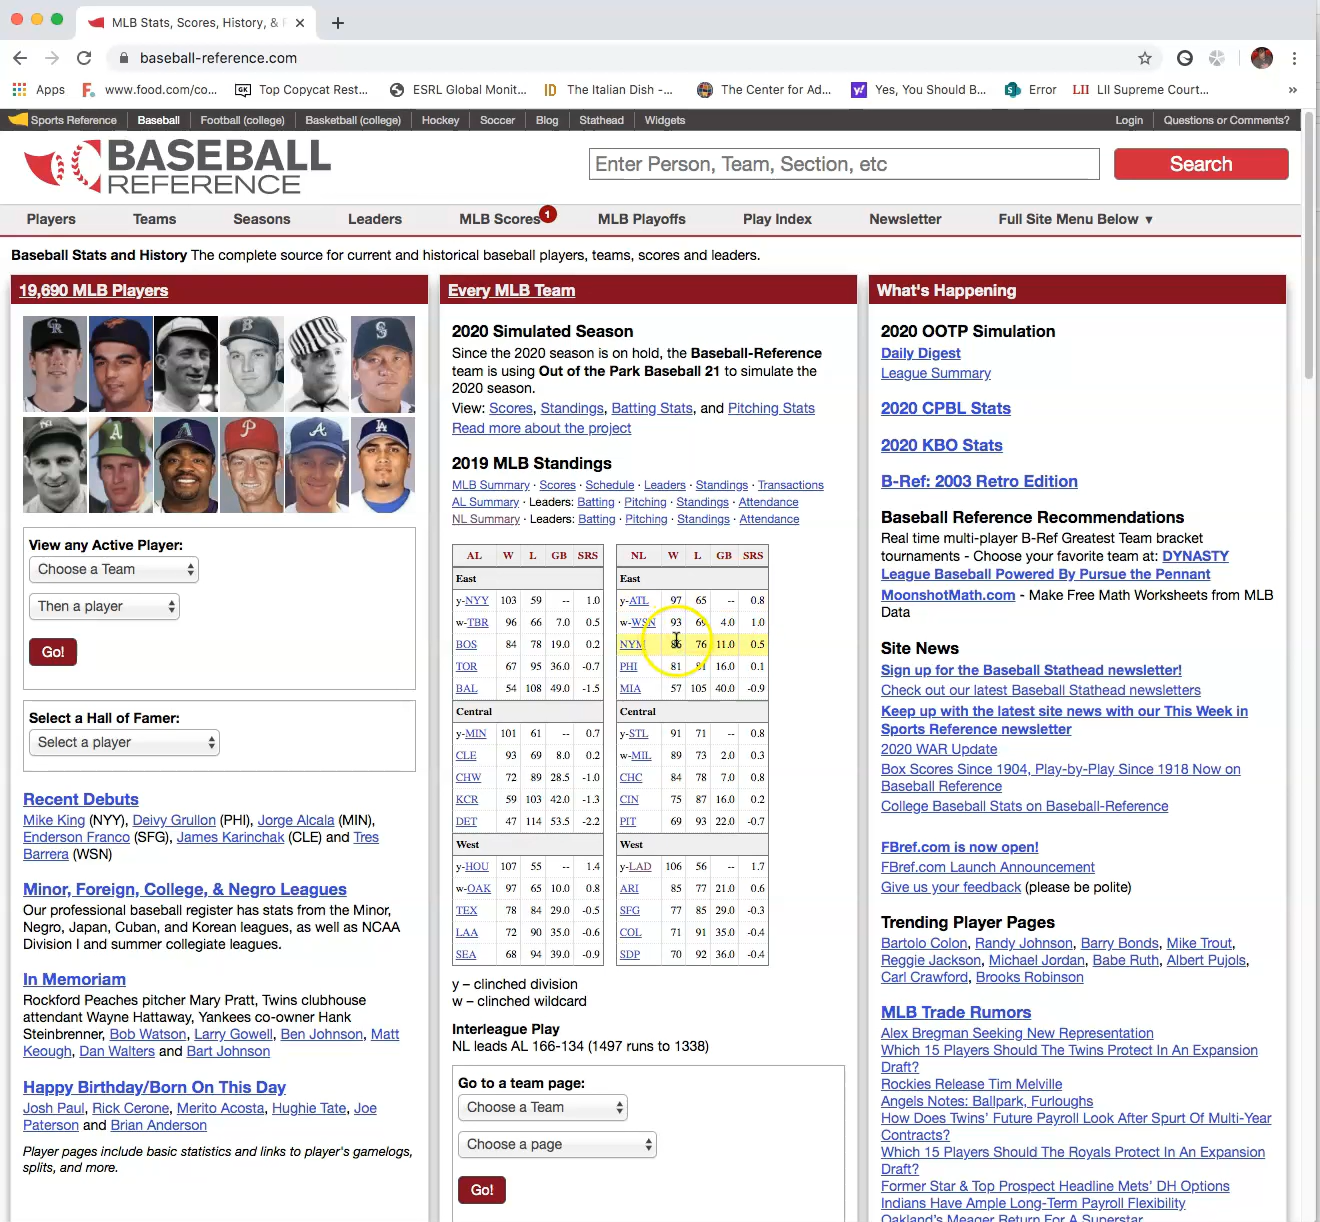 MLB Stats, Scores, History, & R
baseball-reference.com
Apps www.food.com/co... Top Copycat Rest... ESRL Global Monit... The Italian Dish -... The Center for Ad... Yes, You Should B... Error LII LII Supreme Court... »
Sports Reference Baseball Football (college) Basketball (college) Hockey Soccer Blog Stathead Widgets Login Questions or Comments?
BASEBALL
REFERENCE
Enter Person, Team, Section, etc Search
Players Teams Seasons Leaders MLB Scores 1 MLB Playoffs Play Index Newsletter Full Site Menu Below ▼
Baseball Stats and History The complete source for current and historical baseball players, teams, scores and leaders.
19,690 MLB Players
View any Active Player:
Choose a Team
Then a player
Go!
Select a Hall of Famer:
Select a player
Recent Debuts
Mike King (NYY), Deivy Grullon (PHI), Jorge Alcala (MIN),
Enderson Franco (SFG), James Karinchak (CLE) and Tres
Barrera (WSN)
Minor, Foreign, College, & Negro Leagues
Our professional baseball register has stats from the Minor,
Negro, Japan, Cuban, and Korean leagues, as well as NCAA
Division I and summer collegiate leagues.
In Memoriam
Rockford Peaches pitcher Mary Pratt, Twins clubhouse
attendant Wayne Hattaway, Yankees co-owner Hank
Steinbrenner, Bob Watson, Larry Gowell, Ben Johnson, Matt
Keough, Dan Walters and Bart Johnson
Happy Birthday/Born On This Day
Josh Paul, Rick Cerone, Merito Acosta, Hughie Tate, Joe
Paterson and Brian Anderson
Player pages include basic statistics and links to player's gamelogs,
splits, and more.
Every MLB Team
2020 Simulated Season
Since the 2020 season is on hold, the Baseball-Reference
team is using Out of the Park Baseball 21 to simulate the
2020 season.
View: Scores, Standings, Batting Stats, and Pitching Stats
Read more about the project
2019 MLB Standings
MLB Summary · Scores · Schedule · Leaders · Standings · Transactions
AL Summary · Leaders: Batting · Pitching · Standings · Attendance
NL Summary · Leaders: Batting · Pitching · Standings · Attendance
AL W L GB SRS
East
y-NYY 103 59 -- 1.0
w-TBR 96 66 7.0 0.5
BOS 84 78 19.0 0.2
TOR 67 95 36.0 -0.7
BAL 54 108 49.0 -1.5
Central
y-MIN 101 61 -- 0.7
CLE 93 69 8.0 0.2
CHW 72 89 28.5 -1.0
KCR 59 103 42.0 -1.3
DET 47 114 53.5 -2.2
West
y-HOU 107 55 -- 1.4
w-OAK 97 65 10.0 0.8
TEX 78 84 29.0 -0.5
LAA 72 90 35.0 -0.6
SEA 68 94 39.0 -0.9
NL W L GB SRS
East
y-ATL 97 65 -- 0.8
w-WSN 93 69 4.0 1.0
NYM 86 76 11.0 0.5
PHI 81 81 16.0 0.1
MIA 57 105 40.0 -0.9
Central
y-STL 91 71 -- 0.8
w-MIL 89 73 2.0 0.3
CHC 84 78 7.0 0.8
CIN 75 87 16.0 0.2
PIT 69 93 22.0 -0.7
West
y-LAD 106 56 -- 1.7
ARI 85 77 21.0 0.6
SFG 77 85 29.0 -0.3
COL 71 91 35.0 -0.4
SDP 70 92 36.0 -0.4
y – clinched division
w – clinched wildcard
Interleague Play
NL leads AL 166-134 (1497 runs to 1338)
Go to a team page:
Choose a Team
Choose a page
Go!
What's Happening
2020 OOTP Simulation
Daily Digest
League Summary
2020 CPBL Stats
2020 KBO Stats
B-Ref: 2003 Retro Edition
Baseball Reference Recommendations
Real time multi-player B-Ref Greatest Team bracket
tournaments - Choose your favorite team at: DYNASTY
League Baseball Powered By Pursue the Pennant
MoonshotMath.com - Make Free Math Worksheets from MLB
Data
Site News
Sign up for the Baseball Stathead newsletter!
Check out our latest Baseball Stathead newsletters
Keep up with the latest site news with our This Week in
Sports Reference newsletter
2020 WAR Update
Box Scores Since 1904, Play-by-Play Since 1918 Now on
Baseball Reference
College Baseball Stats on Baseball-Reference
FBref.com is now open!
FBref.com Launch Announcement
Give us your feedback (please be polite)
Trending Player Pages
Bartolo Colon, Randy Johnson, Barry Bonds, Mike Trout,
Reggie Jackson, Michael Jordan, Babe Ruth, Albert Pujols,
Carl Crawford, Brooks Robinson
MLB Trade Rumors
Alex Bregman Seeking New Representation
Which 15 Players Should The Twins Protect In An Expansion
Draft?
Rockies Release Tim Melville
Angels Notes: Ballpark, Furloughs
How Does Twins' Future Payroll Look After Spurt Of Multi-Year
Contracts?
Which 15 Players Should The Royals Protect In An Expansion
Draft?
Former Star & Top Prospect Headline Mets' DH Options
Indians Have Ample Long-Term Payroll Flexibility
Oakland's Meager Return For A Superstar